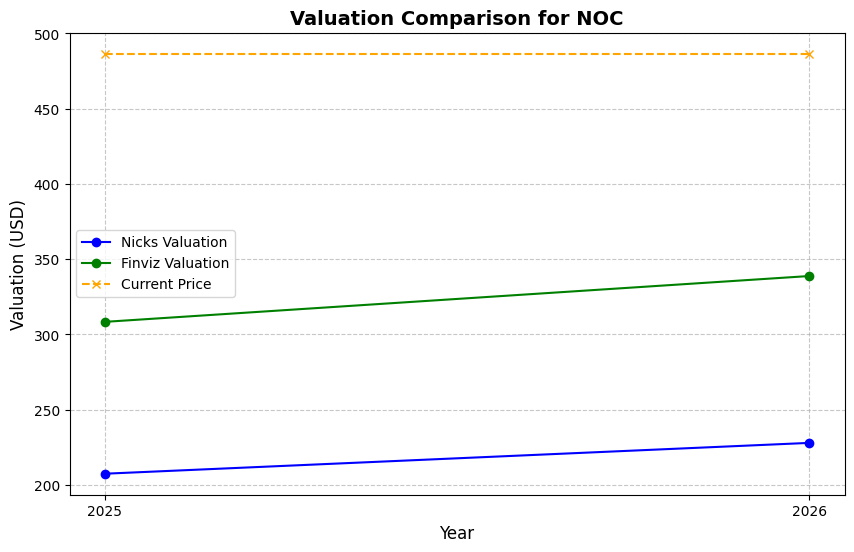 Valuation Comparison for NOC
Valuation (USD)
500
450
400
350
300
250
200
Nicks Valuation
Finviz Valuation
Current Price
2025
2026
Year